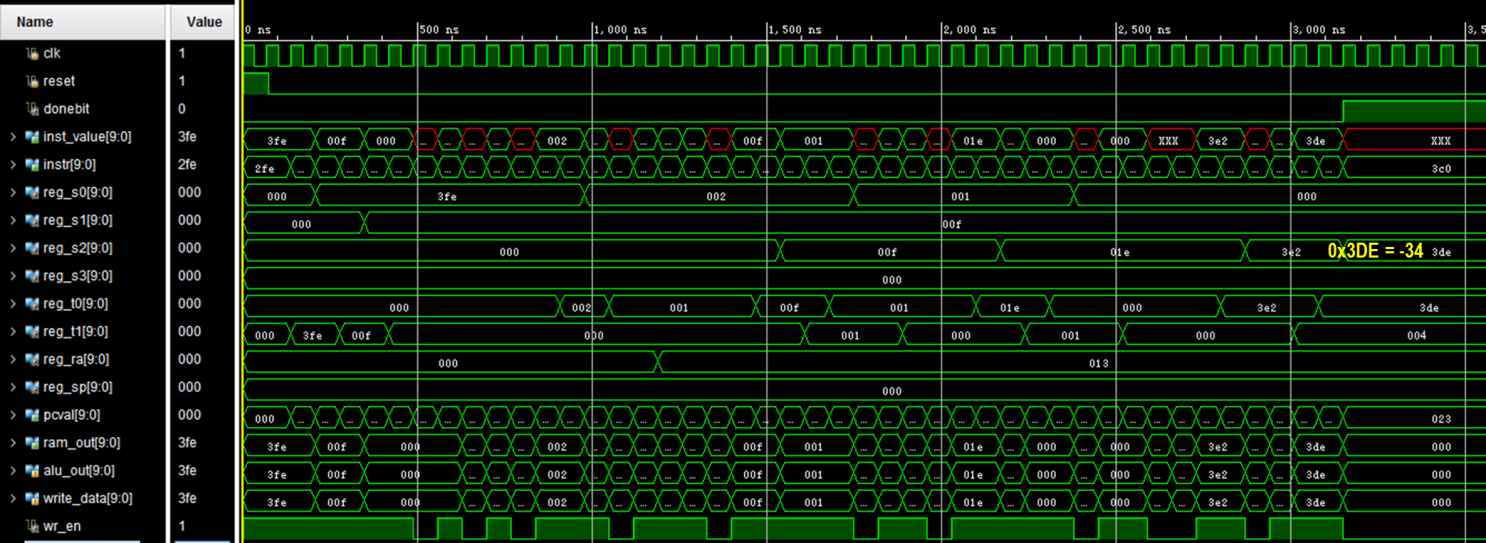 Name Value 0 ns 500 ns 1,000 ns 1,500 ns 2,000 ns 2,500 ns 3,000 ns 3,5
clk 1
reset 1
donebit 0
inst_value[9:0] 3fe 3fe 00f 000 ... ... ... ... ... 002 ... ... ... ... ... ... 00f ... 001 ... ... ... ... 01e ... 000 ... 000 XXX 3e2 ... ... 3de XXX
instr[9:0] 2fe 2fe ... 3c0
reg_s0[9:0] 000 000 3fe 002 001 000
reg_s1[9:0] 000 000 00f
reg_s2[9:0] 000 000 00f 01e 3e2 0x3DE = -34 3de
reg_s3[9:0] 000 000
reg_t0[9:0] 000 000 002 001 00f 001 01e 000 3e2 3de
reg_t1[9:0] 000 000 3fe 00f 000 001 000 001 000 004
reg_ra[9:0] 000 000 013
reg_sp[9:0] 000 000
pcval[9:0] 000 000 ... 023
ram_out[9:0] 3fe 3fe 00f 000 ... ... ... 002 ... ... ... ... ... ... 00f ... 001 ... ... ... ... 01e ... 000 ... 000 ... 3e2 ... ... 3de 000
alu_out[9:0] 3fe 3fe 00f 000 ... ... ... 002 ... ... ... ... ... ... 00f ... 001 ... ... ... ... 01e ... 000 ... 000 ... 3e2 ... ... 3de 000
write_data[9:0] 3fe 3fe 00f 000 ... ... ... 002 ... ... ... ... ... ... 00f ... 001 ... ... ... ... 01e ... 000 ... 000 ... 3e2 ... ... 3de 000
wr_en 1